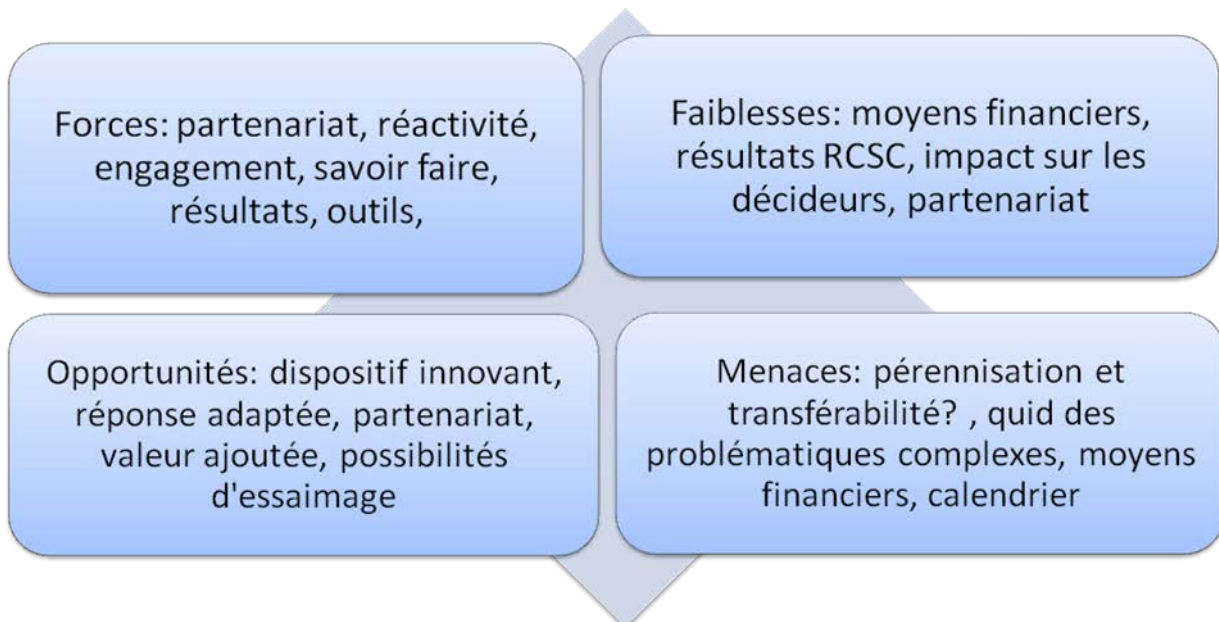 Forces: partenariat, réactivité,
engagement, savoir faire,
résultats, outils,
Faiblesses: moyens financiers,
résultats RCSC, impact sur les
décideurs, partenariat
Opportunités: dispositif innovant,
réponse adaptée, partenariat,
valeur ajoutée, possibilités
d'essaimage
Menaces: pérennisation et
transférabilité? , quid des
problématiques complexes, moyens
financiers, calendrier